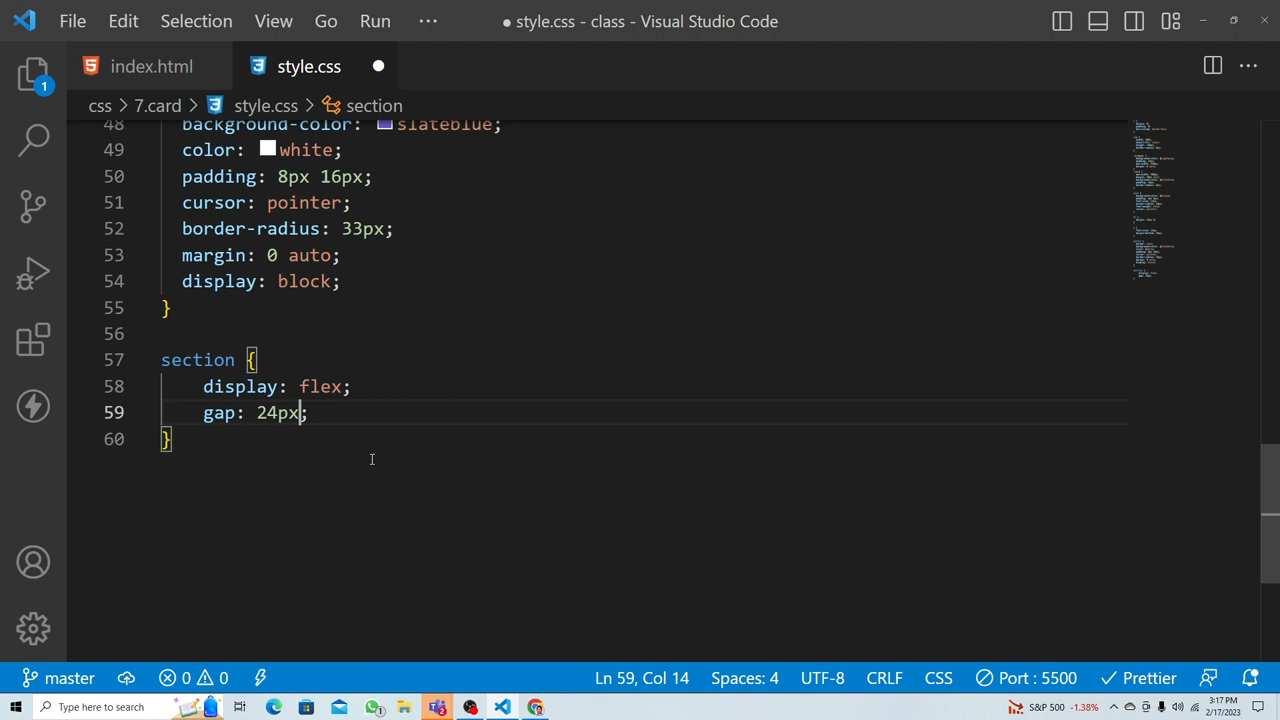 File Edit Selection View Go Run ··· ● style.css - class - Visual Studio Code
index.html style.css ●
css > 7.card > style.css > section
48 background-color: slateblue;
49 color: white;
50 padding: 8px 16px;
51 cursor: pointer;
52 border-radius: 33px;
53 margin: 0 auto;
54 display: block;
55 }
56
57 section {
58 display: flex;
59 gap: 24px;
60 }
1
master 0 0 Ln 59, Col 14 Spaces: 4 UTF-8 CRLF CSS Port : 5500 Prettier
Type here to search S&P 500 -1.38% 3:17 PM
2/17/2023